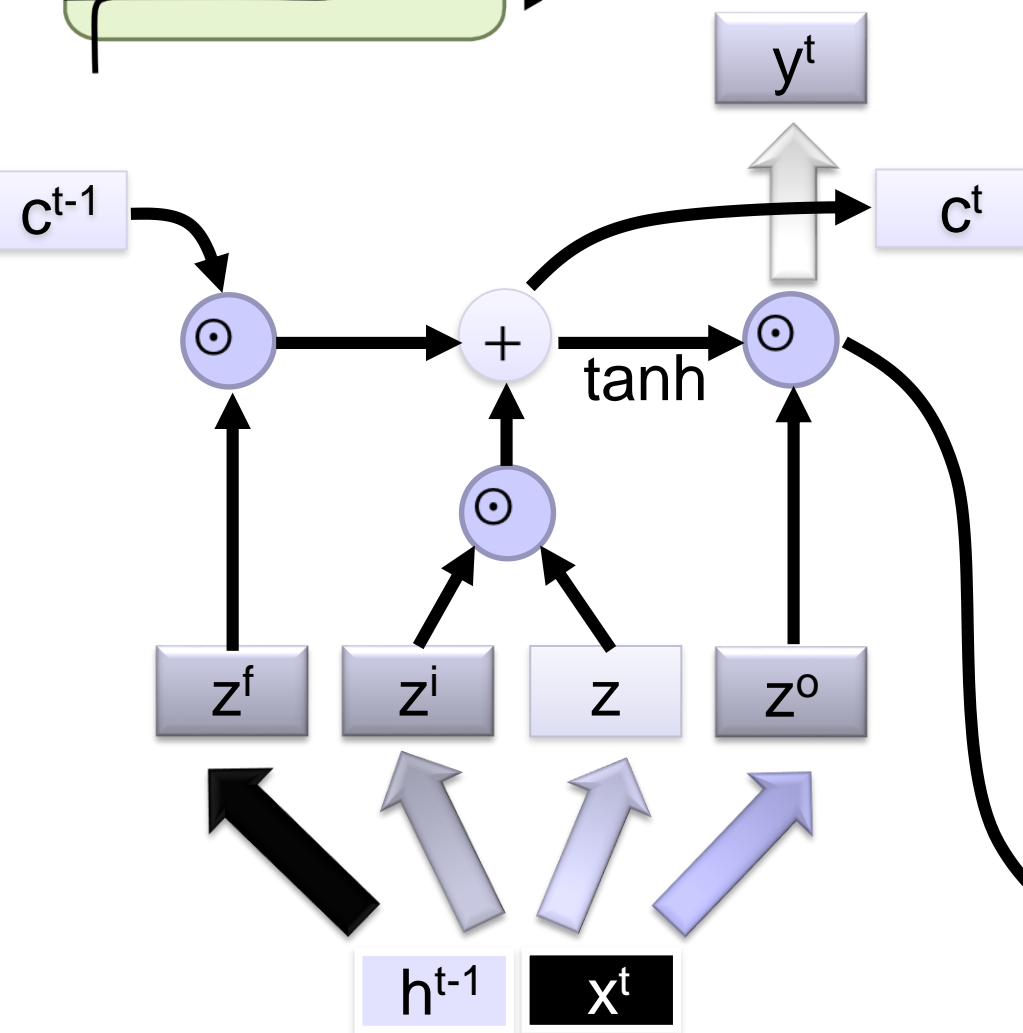 yᵗ
cᵗ⁻¹
cᵗ
⊙
+
⊙
tanh
⊙
zᶠ
zⁱ
z
zᵒ
hᵗ⁻¹
xᵗ